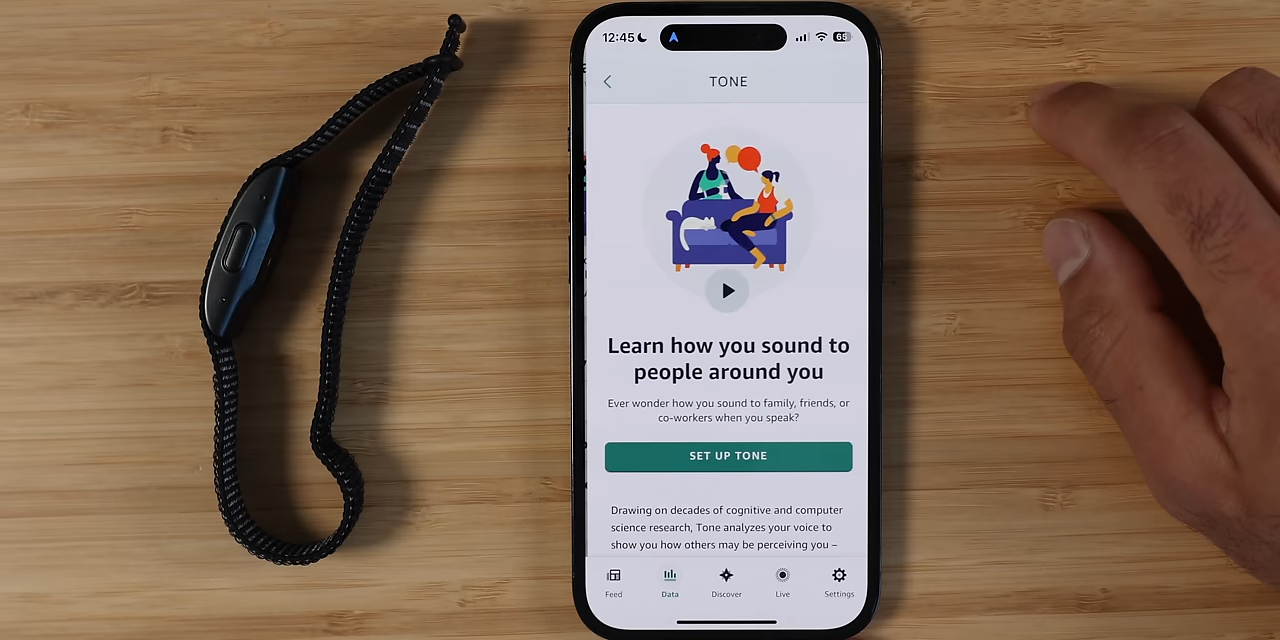 12:45
65
TONE
Learn how you sound to
people around you
Ever wonder how you sound to family, friends, or
co-workers when you speak?
SET UP TONE
Drawing on decades of cognitive and computer
science research, Tone analyzes your voice to
show you how others may be perceiving you –
Feed
Data
Discover
Live
Settings